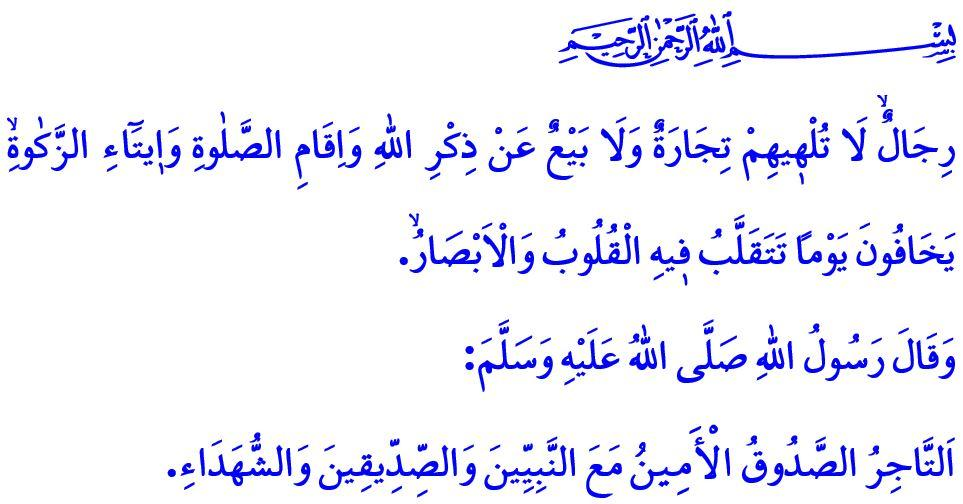 بِسْمِ اللّٰهِ الرَّحْمٰنِ الرَّحِيمِ
رِجَالٌۙ لَا تُلْه۪يهِمْ تِجَارَةٌ وَلَا بَيْعٌ عَنْ ذِكْرِ اللّٰهِ وَاِقَامِ الصَّلٰوةِ وَا۪يتَٓاءِ الزَّكٰوةِۙ
يَخَافُونَ يَوْماً تَتَقَلَّبُ ف۪يهِ الْقُلُوبُ وَالْاَبْصَارُۙ.
وَقَالَ رَسُولُ اللّٰهِ صَلَّى اللّٰهُ عَلَيْهِ وَسَلَّمَ:
اَلتَّاجِرُ الصَّدُوقُ الْأَمِينُ مَعَ النَّبِيِّينَ وَالصِّدِّيقِينَ وَالشُّهَدَاءِ.